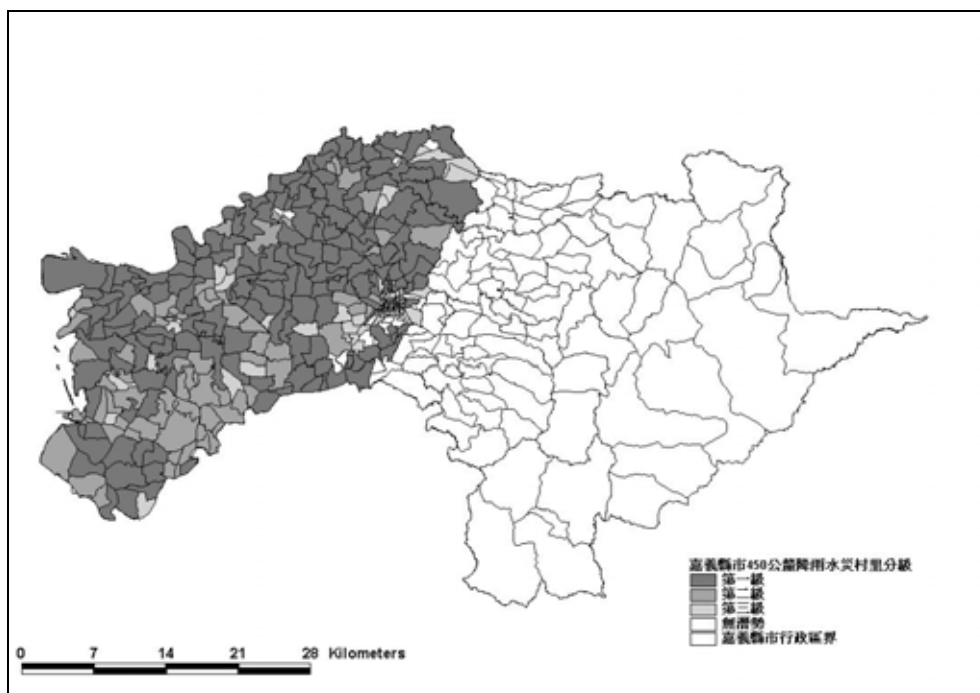 嘉義縣市450公釐降雨水災村里分級
第一級
第二級
第三級
無潛勢
嘉義縣市行政區界
0 7 14 21 28 Kilometers